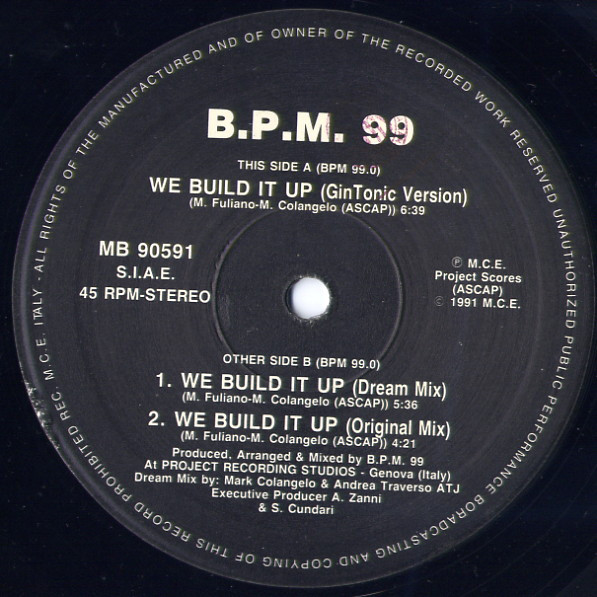 ALL RIGHTS OF THE MANUFACTURED AND OF OWNER OF THE RECORDED WORK RESERVED UNAUTHORIZED PUBLIC PERFORMANCE BORADCASTING AND COPYING OF THIS RECORD PROHIBITED REC. M.C.E. ITALY -
B.P.M. 99
THIS SIDE A (BPM 99.0)
WE BUILD IT UP (GinTonic Version)
(M. Fuliano-M. Colangelo (ASCAP)) 6:39
MB 90591
S.I.A.E.
45 RPM-STEREO
℗ M.C.E.
Project Scores
(ASCAP)
© 1991 M.C.E.
OTHER SIDE B (BPM 99.0)
1. WE BUILD IT UP (Dream Mix)
(M. Fuliano-M. Colangelo (ASCAP)) 5:36
2. WE BUILD IT UP (Original Mix)
(M. Fuliano-M. Colangelo (ASCAP)) 4:21
Produced, Arranged & Mixed by B.P.M. 99
At PROJECT RECORDING STUDIOS - Genova (Italy)
Dream Mix by: Mark Colangelo & Andrea Traverso ATJ
Executive Producer A. Zanni
& S. Cundari